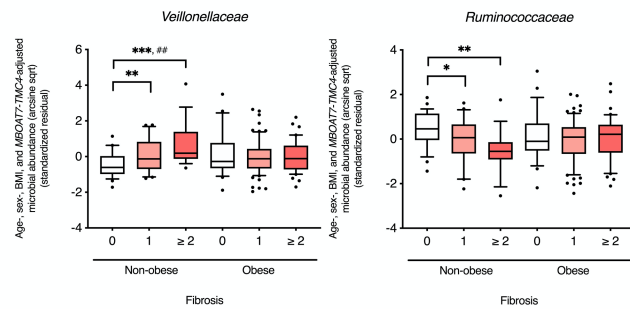 Veillonellaceae
Age-, sex-, BMI, and MBOAT7-TMC4-adjusted
microbial abundance (arcsine sqrt)
(standardized residual)
6
4
2
0
-2
-4
***, ##
**
0 1 ≥ 2 0 1 ≥ 2
Non-obese Obese
Fibrosis
Ruminococcaceae
Age-, sex-, BMI, and MBOAT7-TMC4-adjusted
microbial abundance (arcsine sqrt)
(standardized residual)
4
2
0
-2
-4
**
*
0 1 ≥ 2 0 1 ≥ 2
Non-obese Obese
Fibrosis